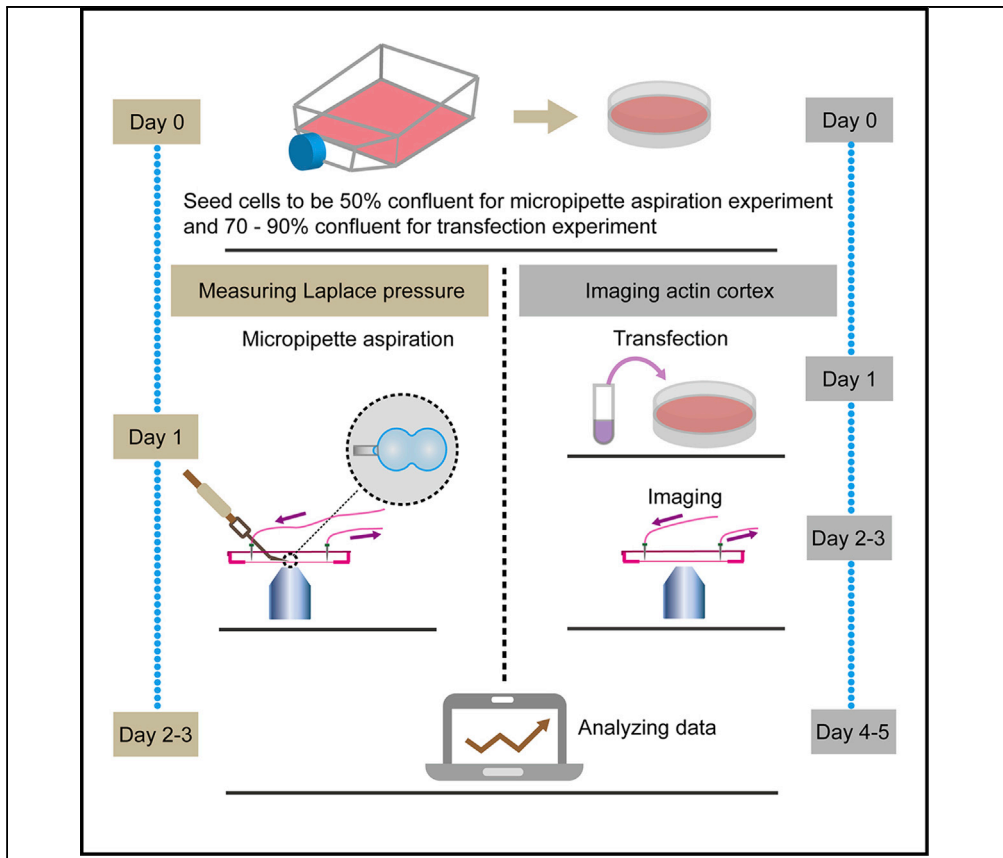 Day 0
Day 0
Seed cells to be 50% confluent for micropipette aspiration experiment
and 70 - 90% confluent for transfection experiment
Measuring Laplace pressure
Imaging actin cortex
Micropipette aspiration
Transfection
Day 1
Day 1
Imaging
Day 2-3
Day 2-3
Analyzing data
Day 4-5